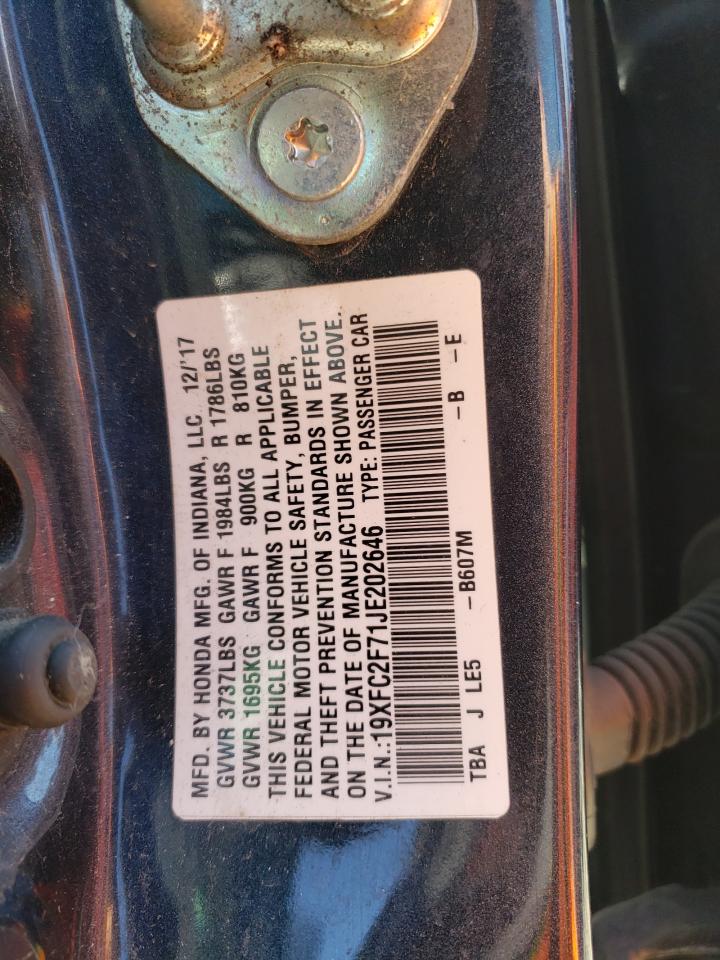 MFD. BY HONDA MFG. OF INDIANA, LLC 12/'17
GVWR 3737LBS GAWR F 1984LBS R 1786LBS
GVWR 1695KG GAWR F 900KG R 810KG
THIS VEHICLE CONFORMS TO ALL APPLICABLE
FEDERAL MOTOR VEHICLE SAFETY, BUMPER,
AND THEFT PREVENTION STANDARDS IN EFFECT
ON THE DATE OF MANUFACTURE SHOWN ABOVE.
V.I.N.:19XFC2F71JE202646 TYPE: PASSENGER CAR
TBA J LE5 -B607M -B -E